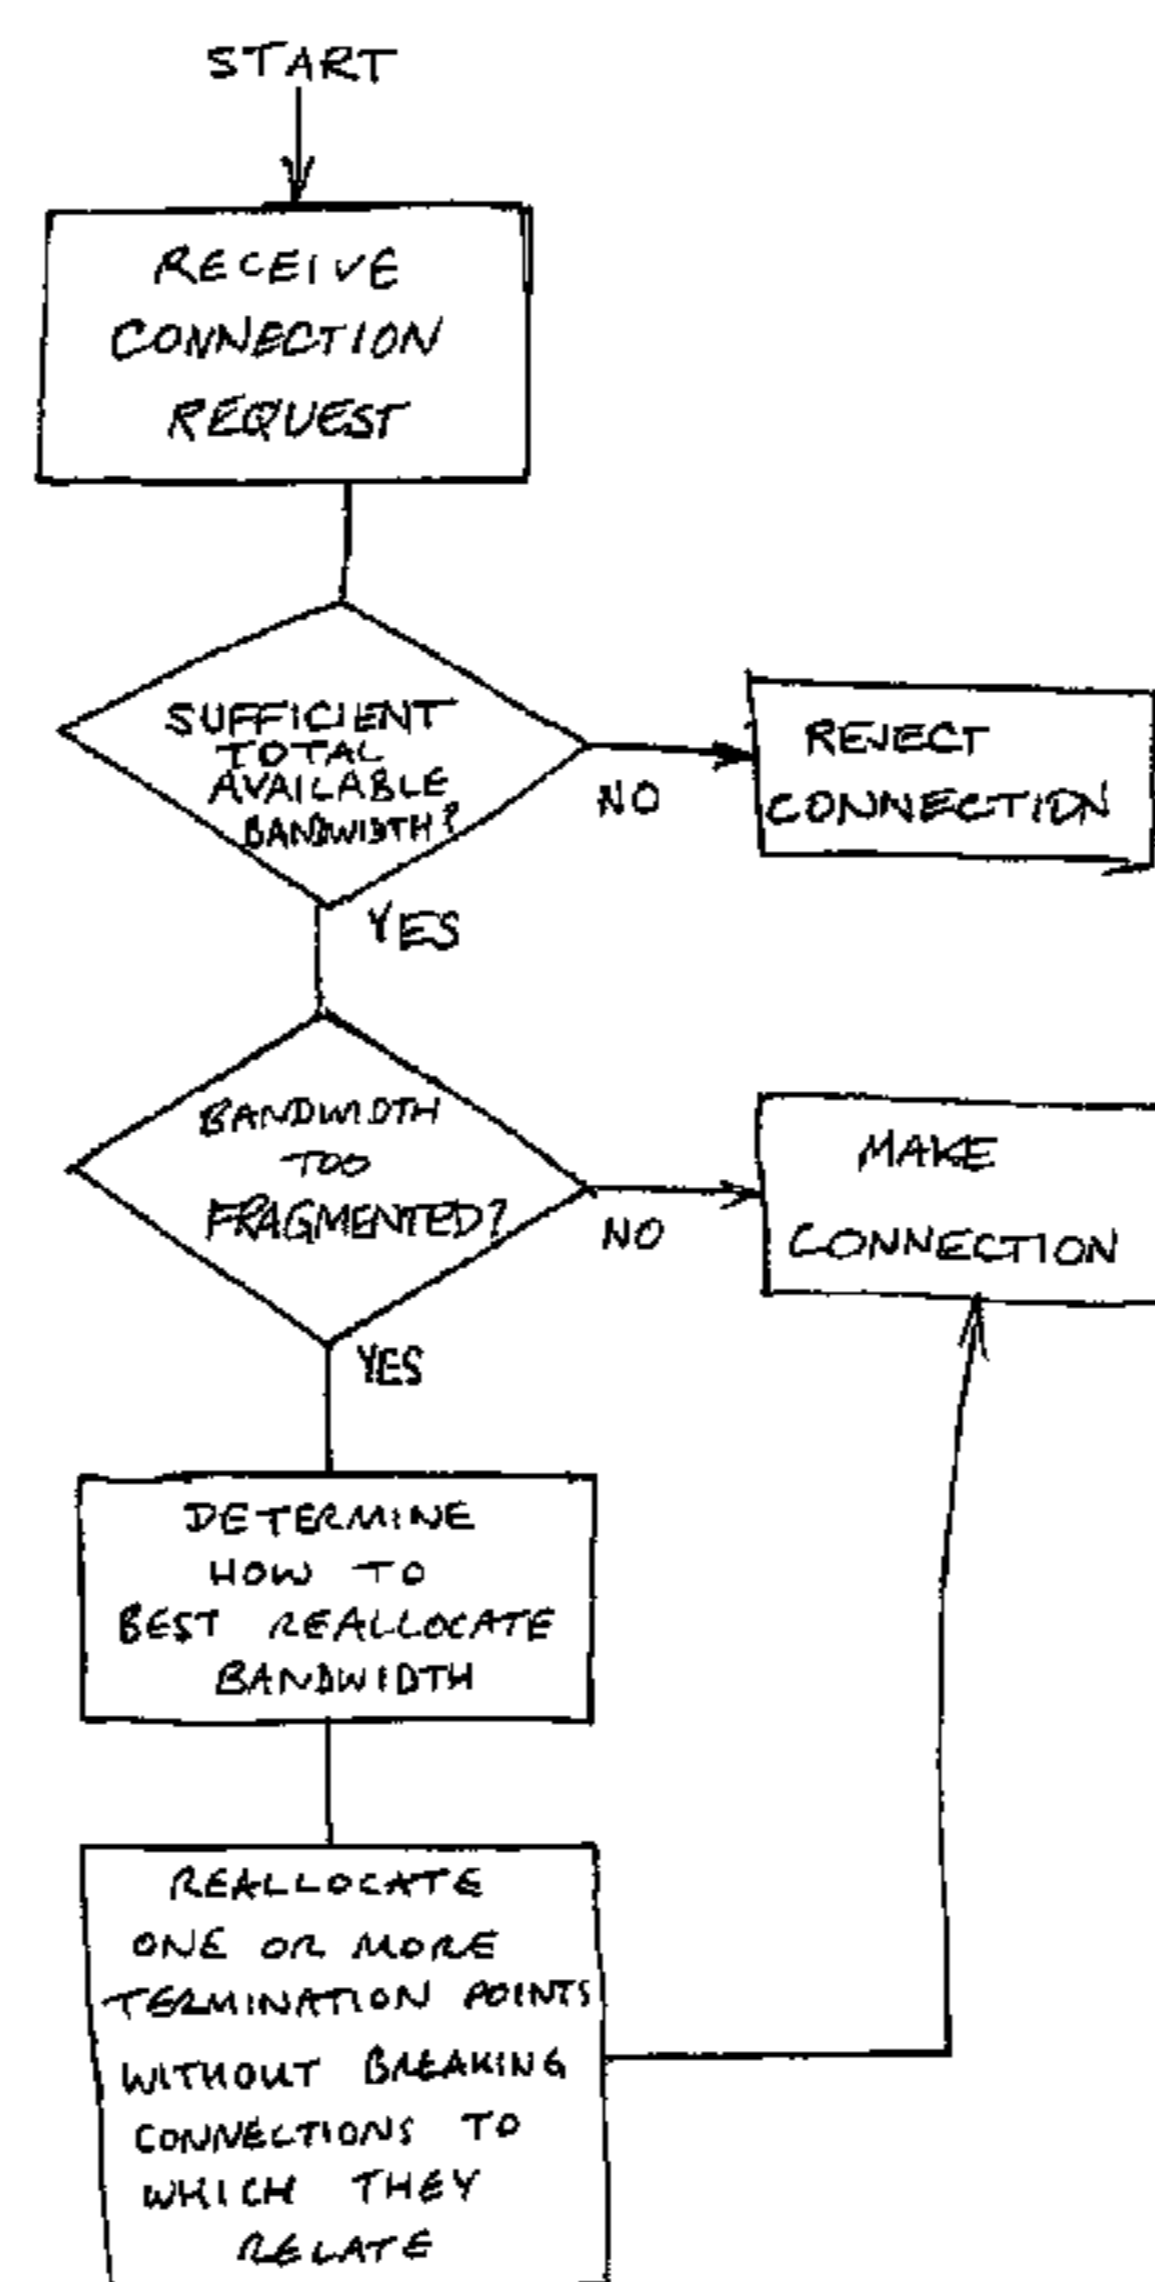 START
RECEIVE
CONNECTION
REQUEST
SUFFICIENT
TOTAL
AVAILABLE
BANDWIDTH?
NO
REJECT
CONNECTION
YES
BANDWIDTH
TOO
FRAGMENTED?
NO
MAKE
CONNECTION
YES
DETERMINE
HOW TO
BEST REALLOCATE
BANDWIDTH
REALLOCATE
ONE OR MORE
TERMINATION POINTS
WITHOUT BREAKING
CONNECTIONS TO
WHICH THEY
RELATE